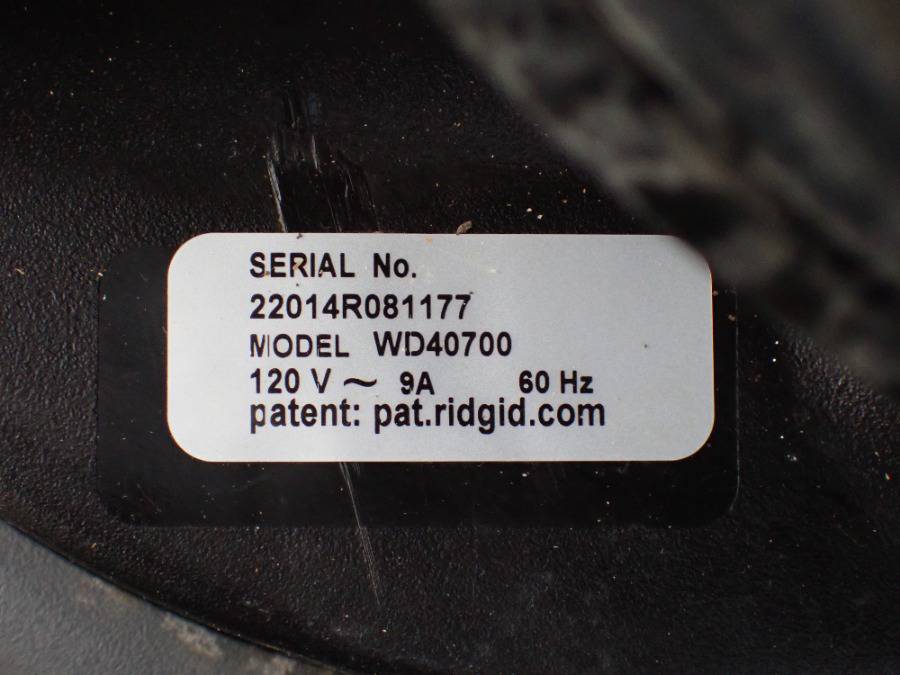 SERIAL No.
22014R081177
MODEL WD40700
120 V ~ 9A 60 Hz
patent: pat.ridgid.com